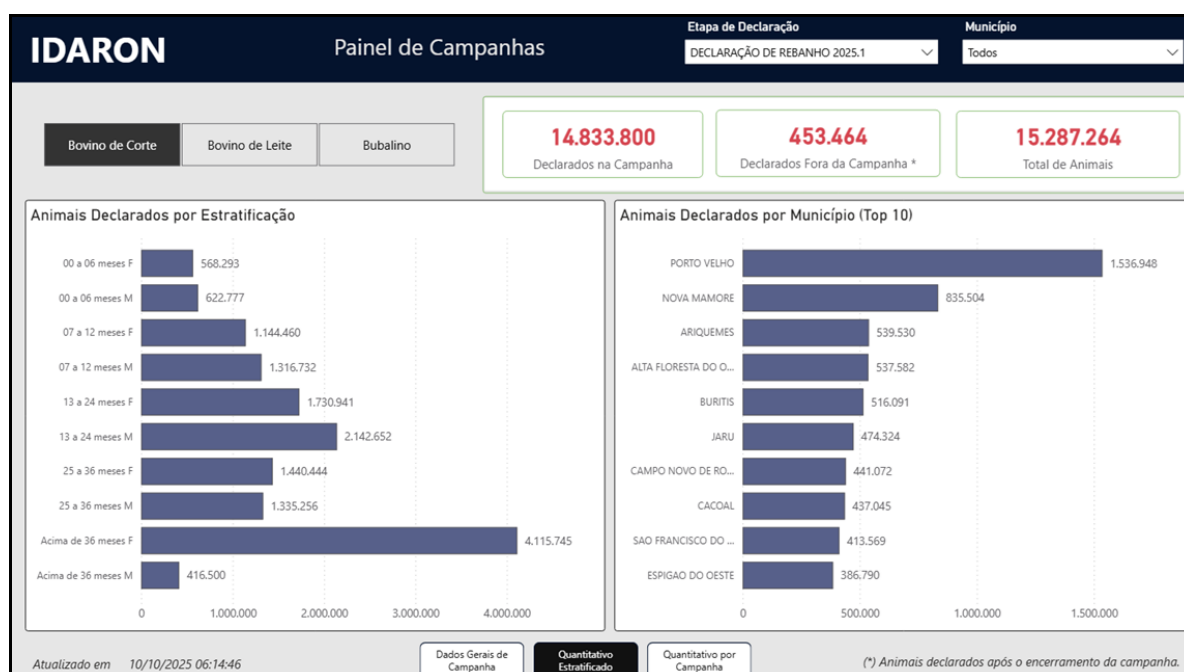 IDARON
Painel de Campanhas
Etapa de Declaração
DECLARAÇÃO DE REBANHO 2025.1
Município
Todos
Bovino de Corte
Bovino de Leite
Bubalino
14.833.800
Declarados na Campanha
453.464
Declarados Fora da Campanha *
15.287.264
Total de Animais
Animais Declarados por Estratificação
00 a 06 meses F 568.293
00 a 06 meses M 622.777
07 a 12 meses F 1.144.460
07 a 12 meses M 1.316.732
13 a 24 meses F 1.730.941
13 a 24 meses M 2.142.652
25 a 36 meses F 1.440.444
25 a 36 meses M 1.335.256
Acima de 36 meses F 4.115.745
Acima de 36 meses M 416.500
0 1.000.000 2.000.000 3.000.000 4.000.000
Animais Declarados por Município (Top 10)
PORTO VELHO 1.536.948
NOVA MAMORE 835.504
ARIQUEMES 539.530
ALTA FLORESTA DO O... 537.582
BURITIS 516.091
JARU 474.324
CAMPO NOVO DE RO... 441.072
CACOAL 437.045
SAO FRANCISCO DO ... 413.569
ESPIGAO DO OESTE 386.790
0 500.000 1.000.000 1.500.000
Atualizado em 10/10/2025 06:14:46
Dados Gerais de
Campanha
Quantitativo
Estratificado
Quantitativo por
Campanha
(*) Animais declarados após o encerramento da campanha.